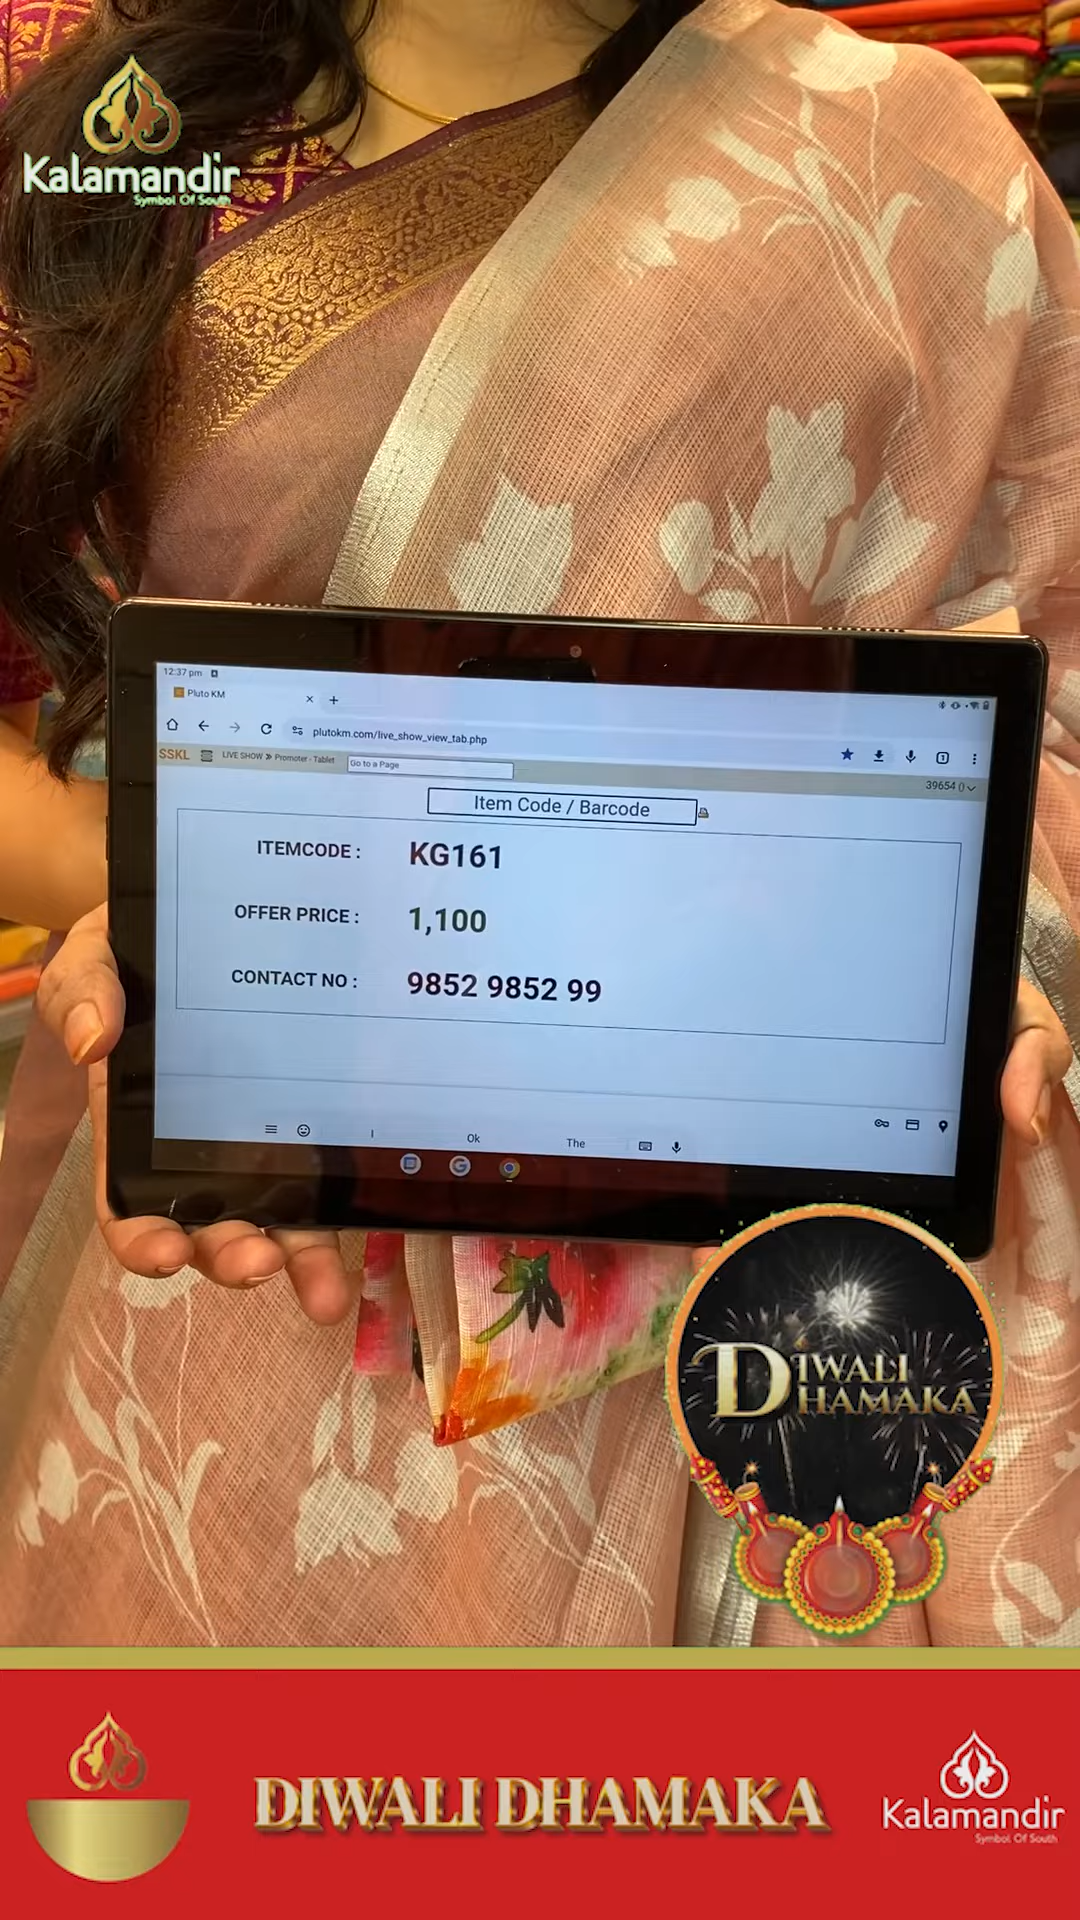 Kalamandir
Symbol Of South
12:37 pm
Pluto KM
plutokm.com/live_show_view_tab.php
SSKL
LIVE SHOW >> Promoter - Tablet
Go to a Page
39654 ()
Item Code / Barcode
ITEMCODE : KG161
OFFER PRICE : 1,100
CONTACT NO : 9852 9852 99
I Ok The
DIWALI
DHAMAKA
DIWALI DHAMAKA
Kalamandir
Symbol Of South